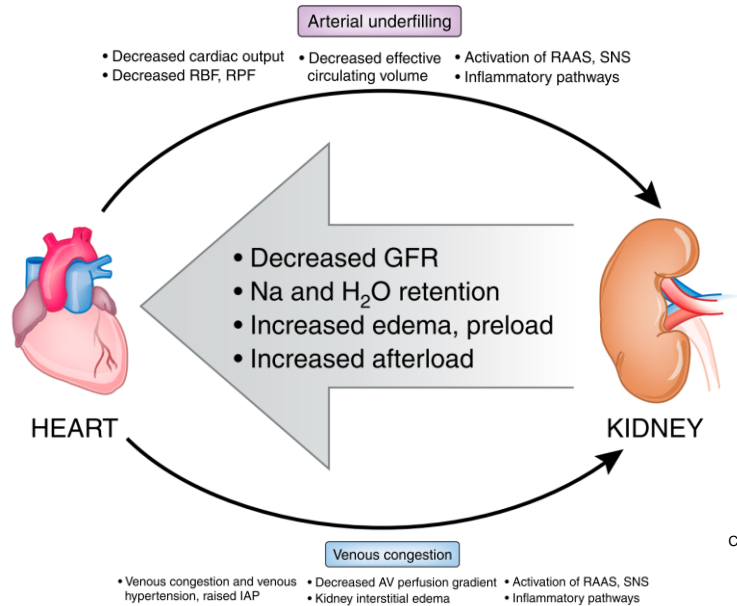 Arterial underfilling
• Decreased cardiac output
• Decreased RBF, RPF
• Decreased effective
circulating volume
• Activation of RAAS, SNS
• Inflammatory pathways
• Decreased GFR
• Na and H₂O retention
• Increased edema, preload
• Increased afterload
HEART
KIDNEY
C
Venous congestion
• Venous congestion and venous
hypertension, raised IAP
• Decreased AV perfusion gradient
• Kidney interstitial edema
• Activation of RAAS, SNS
• Inflammatory pathways